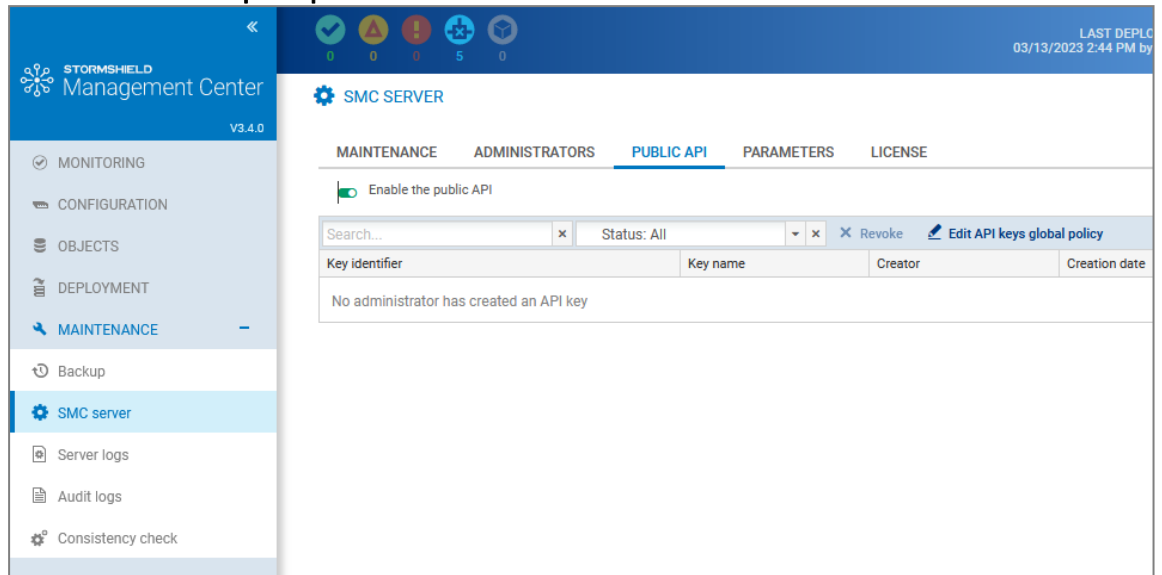 «
STORMSHIELD
Management Center
V3.4.0
0 0 0 5 0
LAST DEPLO
03/13/2023 2:44 PM by
SMC SERVER
MAINTENANCE ADMINISTRATORS PUBLIC API PARAMETERS LICENSE
Enable the public API
Search... × Status: All × Revoke Edit API keys global policy
Key identifier Key name Creator Creation date
No administrator has created an API key
MONITORING
CONFIGURATION
OBJECTS
DEPLOYMENT
MAINTENANCE −
Backup
SMC server
Server logs
Audit logs
Consistency check